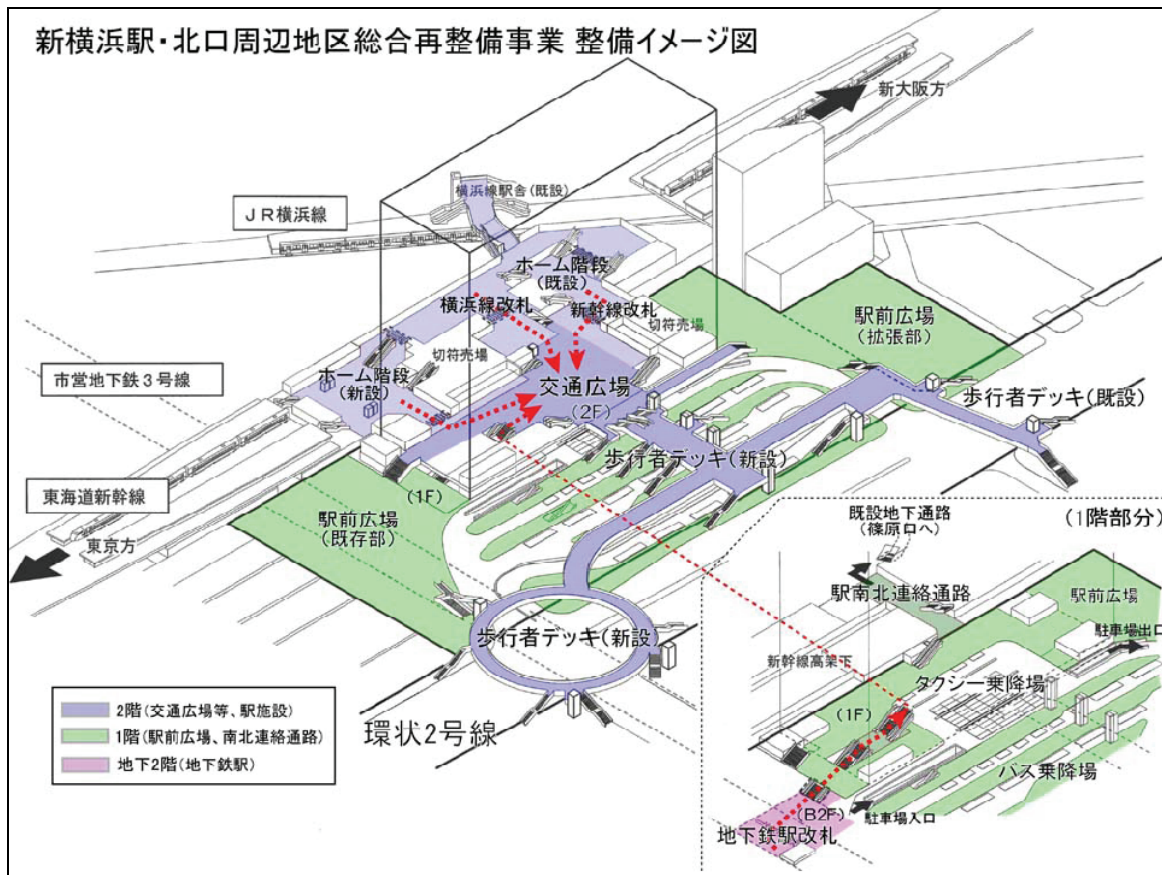 新横浜駅・北口周辺地区総合再整備事業 整備イメージ図
新大阪方
横浜線駅舎(既設)
JR横浜線
ホーム階段
(既設)
横浜線改札
新幹線改札
切符売場
駅前広場
(拡張部)
市営地下鉄3号線
切符売場
ホーム階段
(新設)
交通広場
(2F)
歩行者デッキ(既設)
歩行者デッキ(新設)
東海道新幹線
(1F)
駅前広場
(既存部)
東京方
歩行者デッキ(新設)
環状2号線
2階(交通広場等、駅施設)
1階(駅前広場、南北連絡通路)
地下2階(地下鉄駅)
(1階部分)
既設地下通路
(篠原口へ)
駅南北連絡通路
駅前広場
駐車場出口
新幹線高架下
タクシー乗降場
(1F)
バス乗降場
(B2F)
駐車場入口
地下鉄駅改札